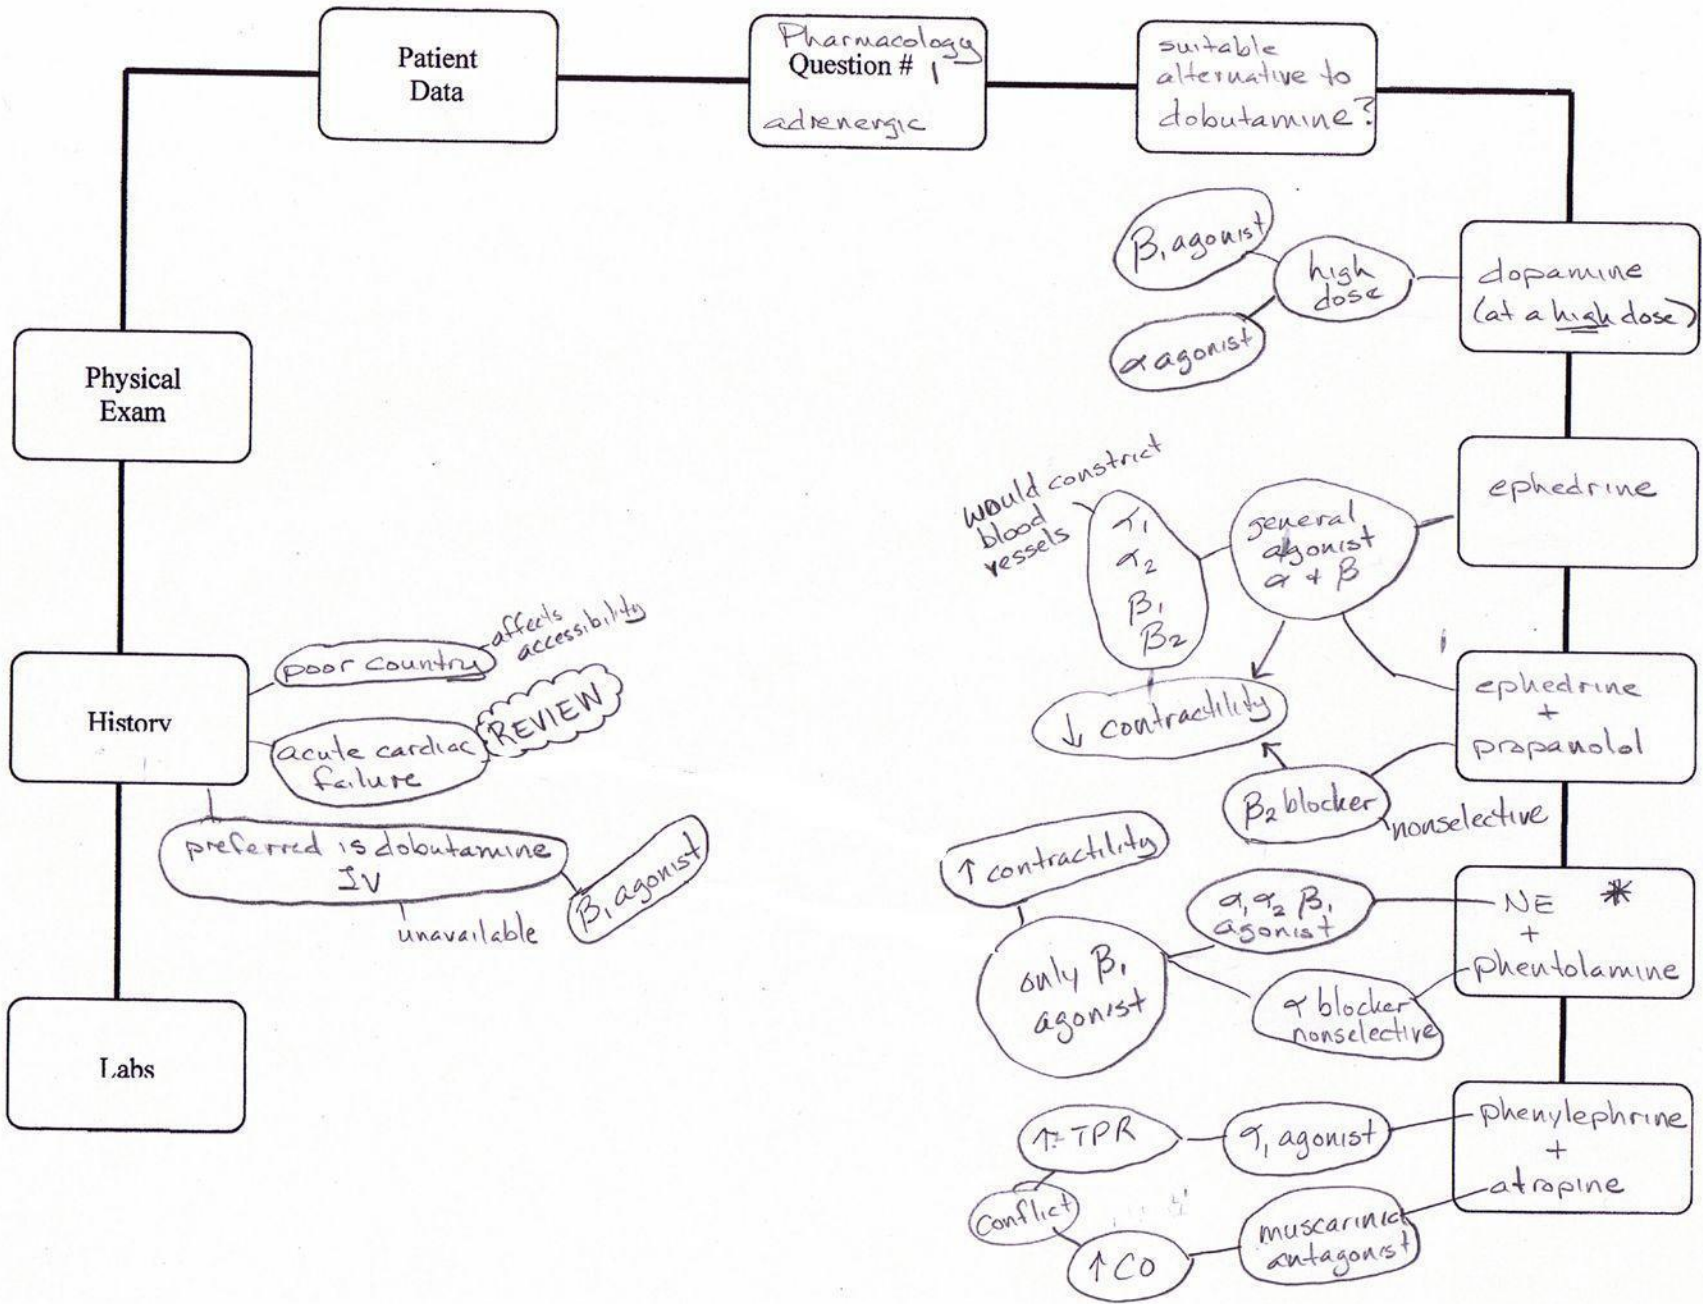 Patient
Data
Pharmacology
Question # 1
adrenergic
suitable
alternative to
dobutamine?
Physical
Exam
History
Labs
poor country
affects
accessibility
acute cardiac
failure
REVIEW
preferred is dobutamine
IV
unavailable
β₁ agonist
dopamine
(at a high dose)
high
dose
β₁ agonist
α agonist
ephedrine
general
agonist
α + β
α1
α2
β1
β2
would constrict
blood
vessels
↓ contractility
ephedrine
+
propanolol
β2 blocker
nonselective
NE *
+
phentolamine
α₁ α₂ β₁
agonist
α blocker
nonselective
only β₁
agonist
↑ contractility
phenylephrine
+
atropine
α₁ agonist
↑ TPR
conflict
↑ CO
muscarinic
antagonist